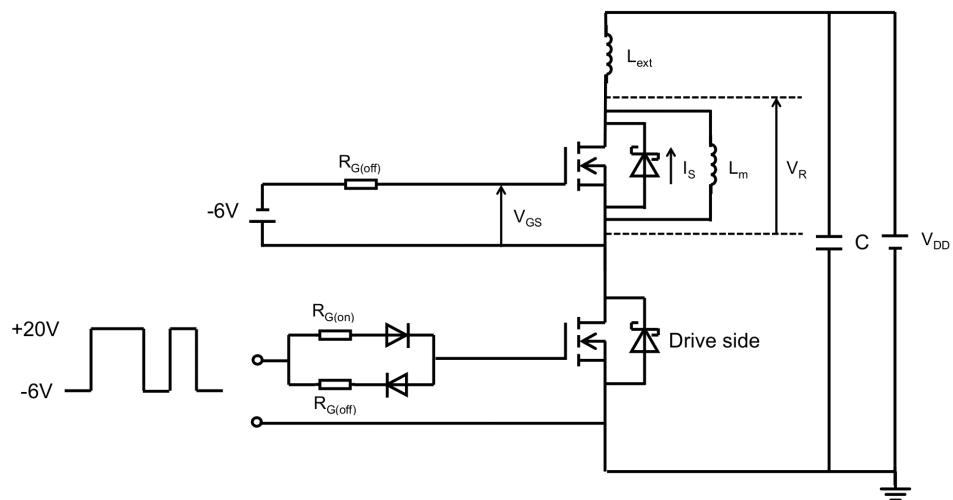 L_ext
R_G(off)
I_S
L_m
V_R
-6V
V_GS
C
V_DD
+20V
R_G(on)
Drive side
-6V
R_G(off)